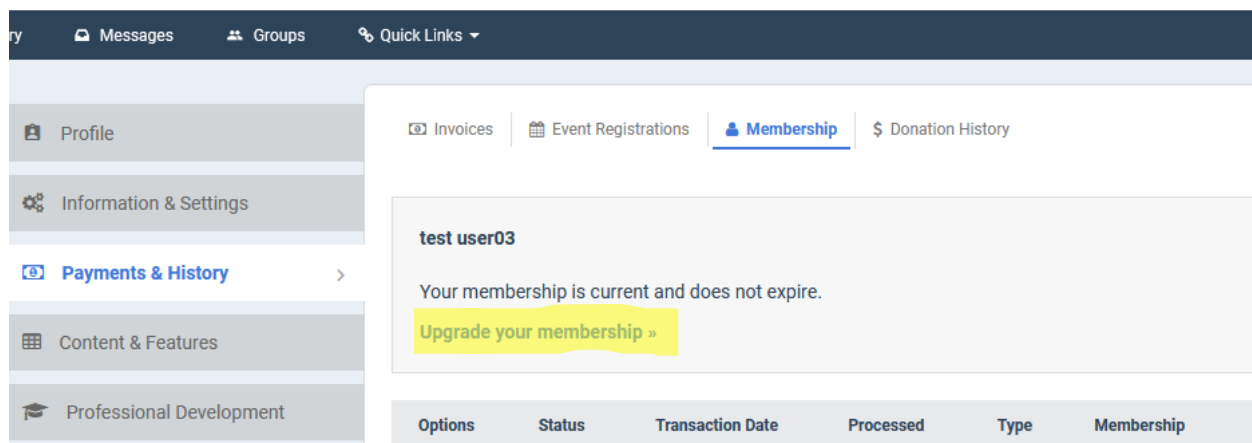 ry Messages Groups Quick Links
Profile
Information & Settings
Payments & History
Content & Features
Professional Development
Invoices Event Registrations Membership $ Donation History
test user03
Your membership is current and does not expire.
Upgrade your membership »
Options Status Transaction Date Processed Type Membership